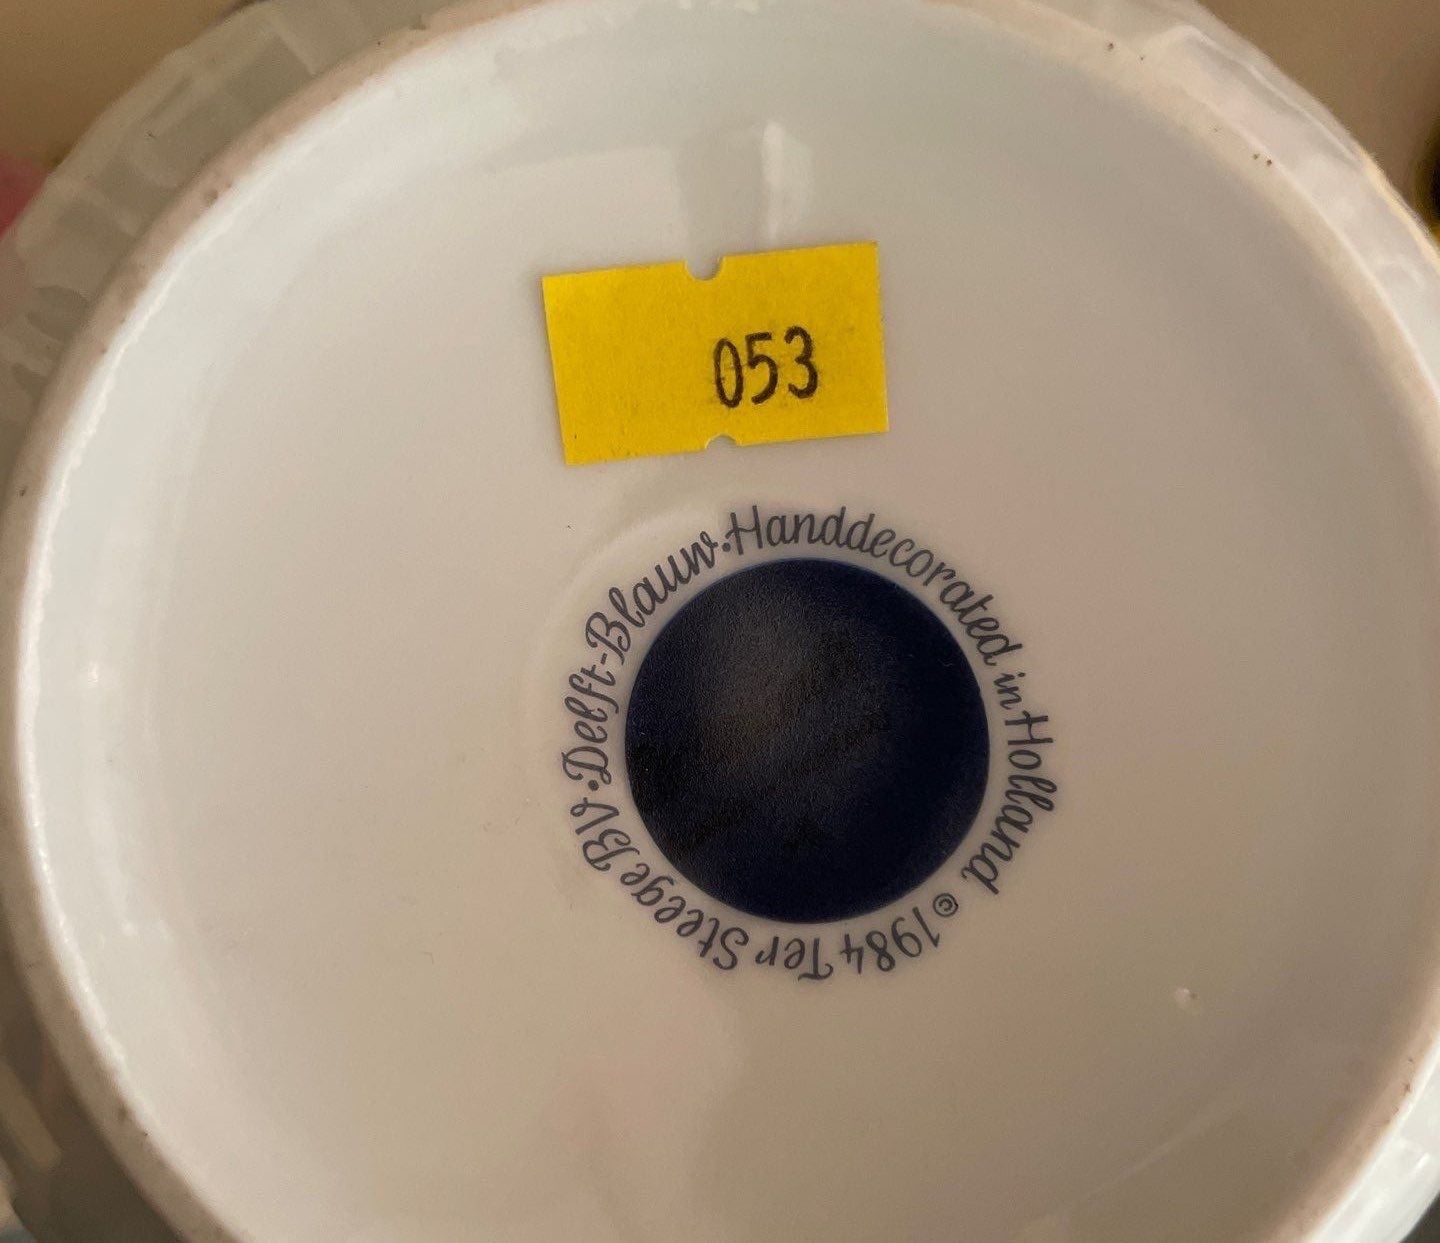 053
Delft-Blauw. Handdecorated in Holland. ©1984 Ter Steege BV.